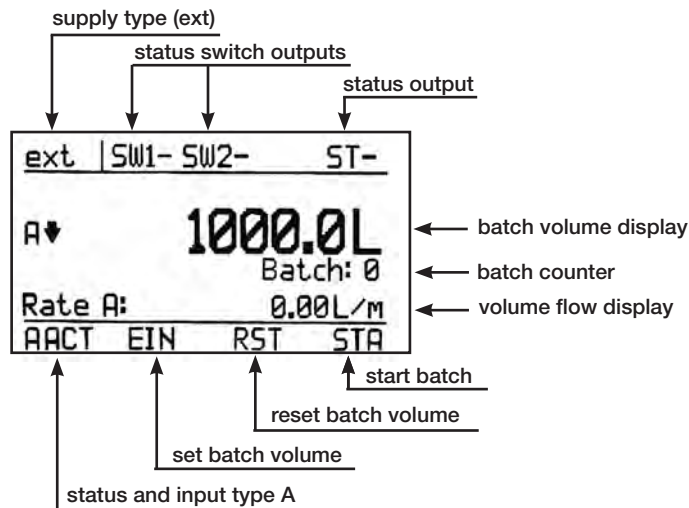 supply type (ext)
status switch outputs
status output
ext SW1- SW2- ST-
A 1000.0L
batch volume display
Batch: 0
batch counter
Rate A: 0.00L/m
volume flow display
AACT EIN RST STA
start batch
reset batch volume
set batch volume
status and input type A